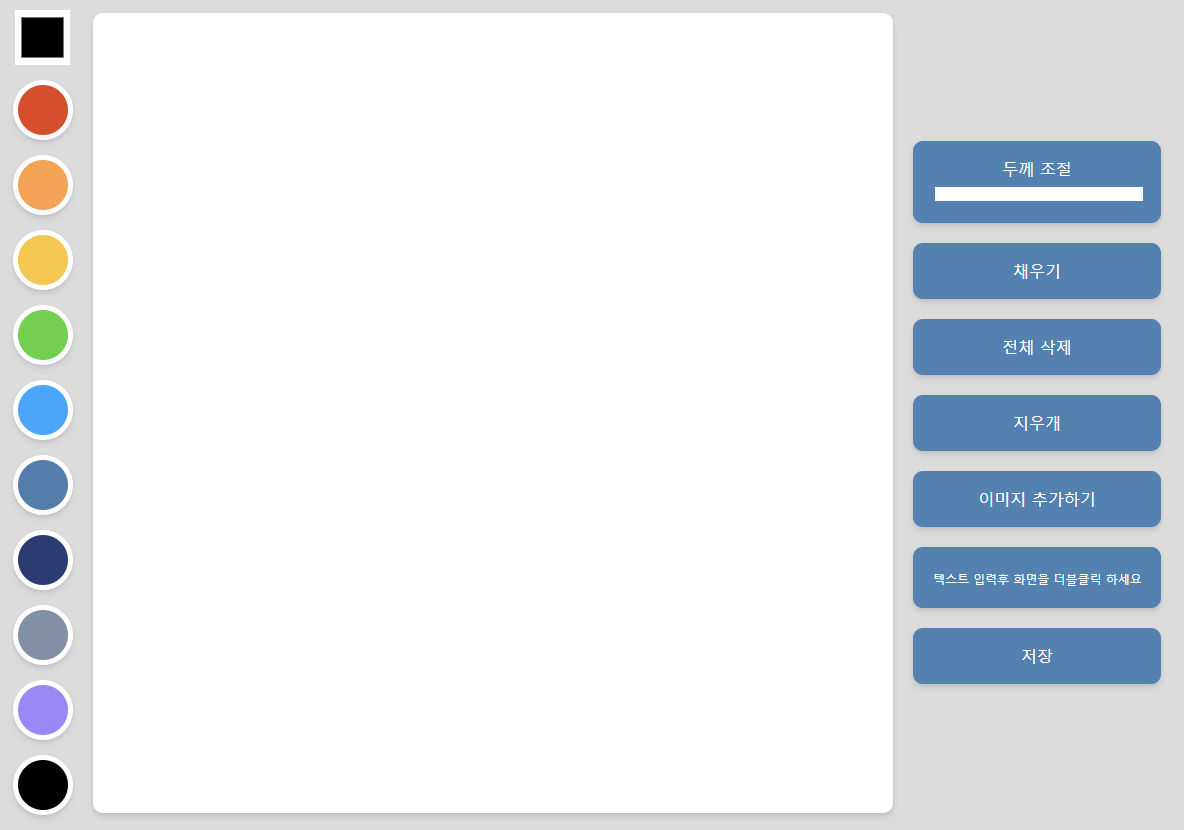 두께 조절
채우기
전체 삭제
지우개
이미지 추가하기
텍스트 입력후 화면을 더블클릭 하세요
저장